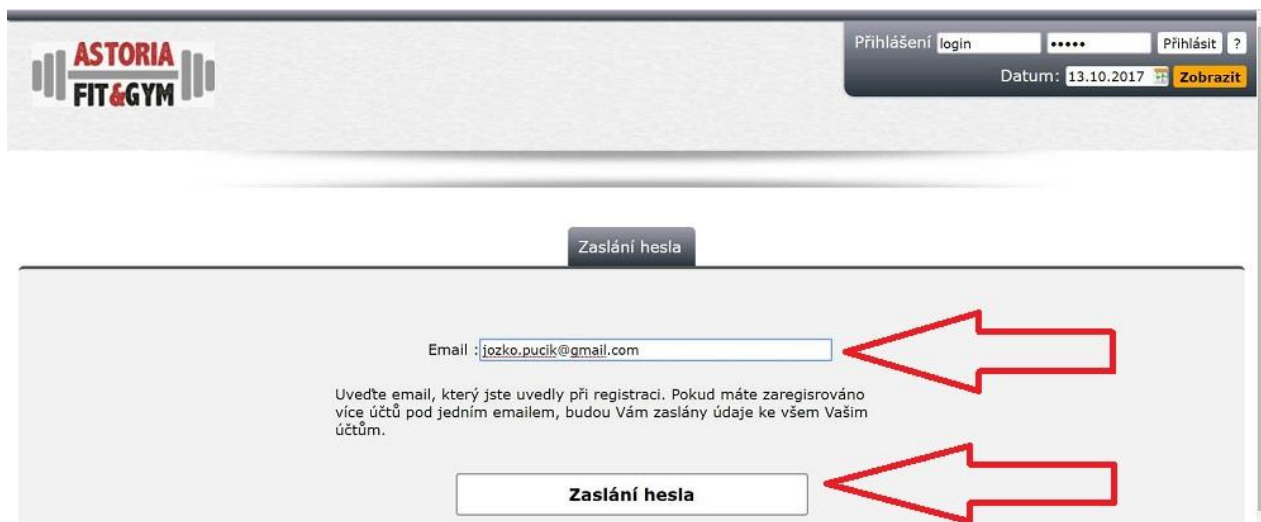 ASTORIA
FIT&GYM
Přihlášení login ••••• Přihlásit ?
Datum: 13.10.2017 Zobrazit
Zaslání hesla
Email : jozko.pucik@gmail.com
Uveďte email, který jste uvedly při registraci. Pokud máte zaregisrováno
více účtů pod jedním emailem, budou Vám zaslány údaje ke všem Vašim
účtům.
Zaslání hesla